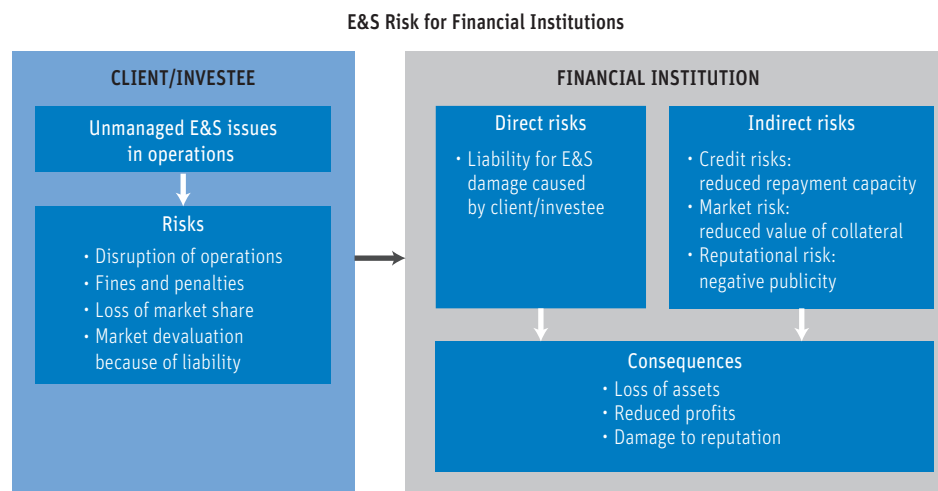 E&S Risk for Financial Institutions
CLIENT/INVESTEE
Unmanaged E&S issues
in operations
Risks
• Disruption of operations
• Fines and penalties
• Loss of market share
• Market devaluation
because of liability
FINANCIAL INSTITUTION
Direct risks
• Liability for E&S
damage caused
by client/investee
Indirect risks
• Credit risks:
reduced repayment capacity
• Market risk:
reduced value of collateral
• Reputational risk:
negative publicity
Consequences
• Loss of assets
• Reduced profits
• Damage to reputation